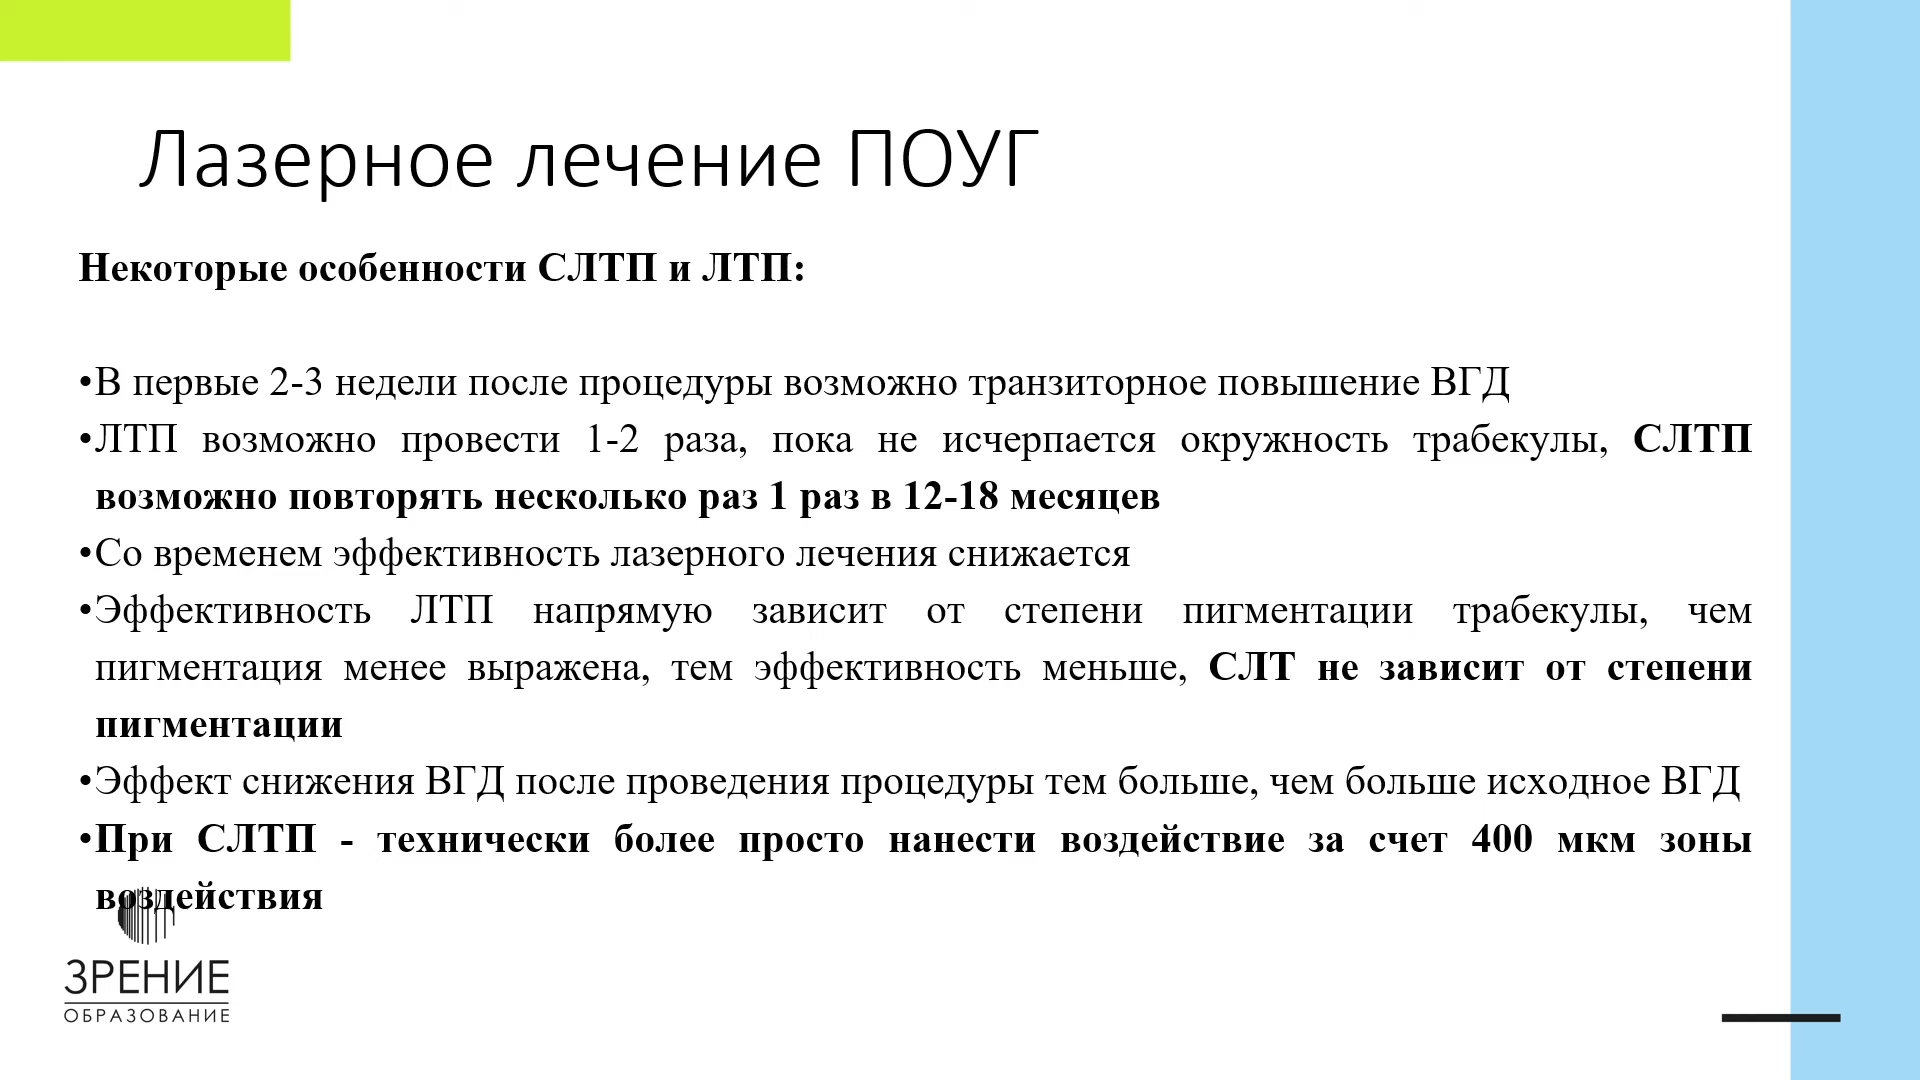 Лазерное лечение ПОУГ
Некоторые особенности СЛТП и ЛТП:
•В первые 2-3 недели после процедуры возможно транзиторное повышение ВГД
•ЛТП возможно провести 1-2 раза, пока не исчерпается окружность трабекулы, СЛТП
возможно повторять несколько раз 1 раз в 12-18 месяцев
•Со временем эффективность лазерного лечения снижается
•Эффективность ЛТП напрямую зависит от степени пигментации трабекулы, чем
пигментация менее выражена, тем эффективность меньше, СЛТ не зависит от степени
пигментации
•Эффект снижения ВГД после проведения процедуры тем больше, чем больше исходное ВГД
•При СЛТП - технически более просто нанести воздействие за счет 400 мкм зоны
воздействия
ЗРЕНИЕ
ОБРАЗОВАНИЕ